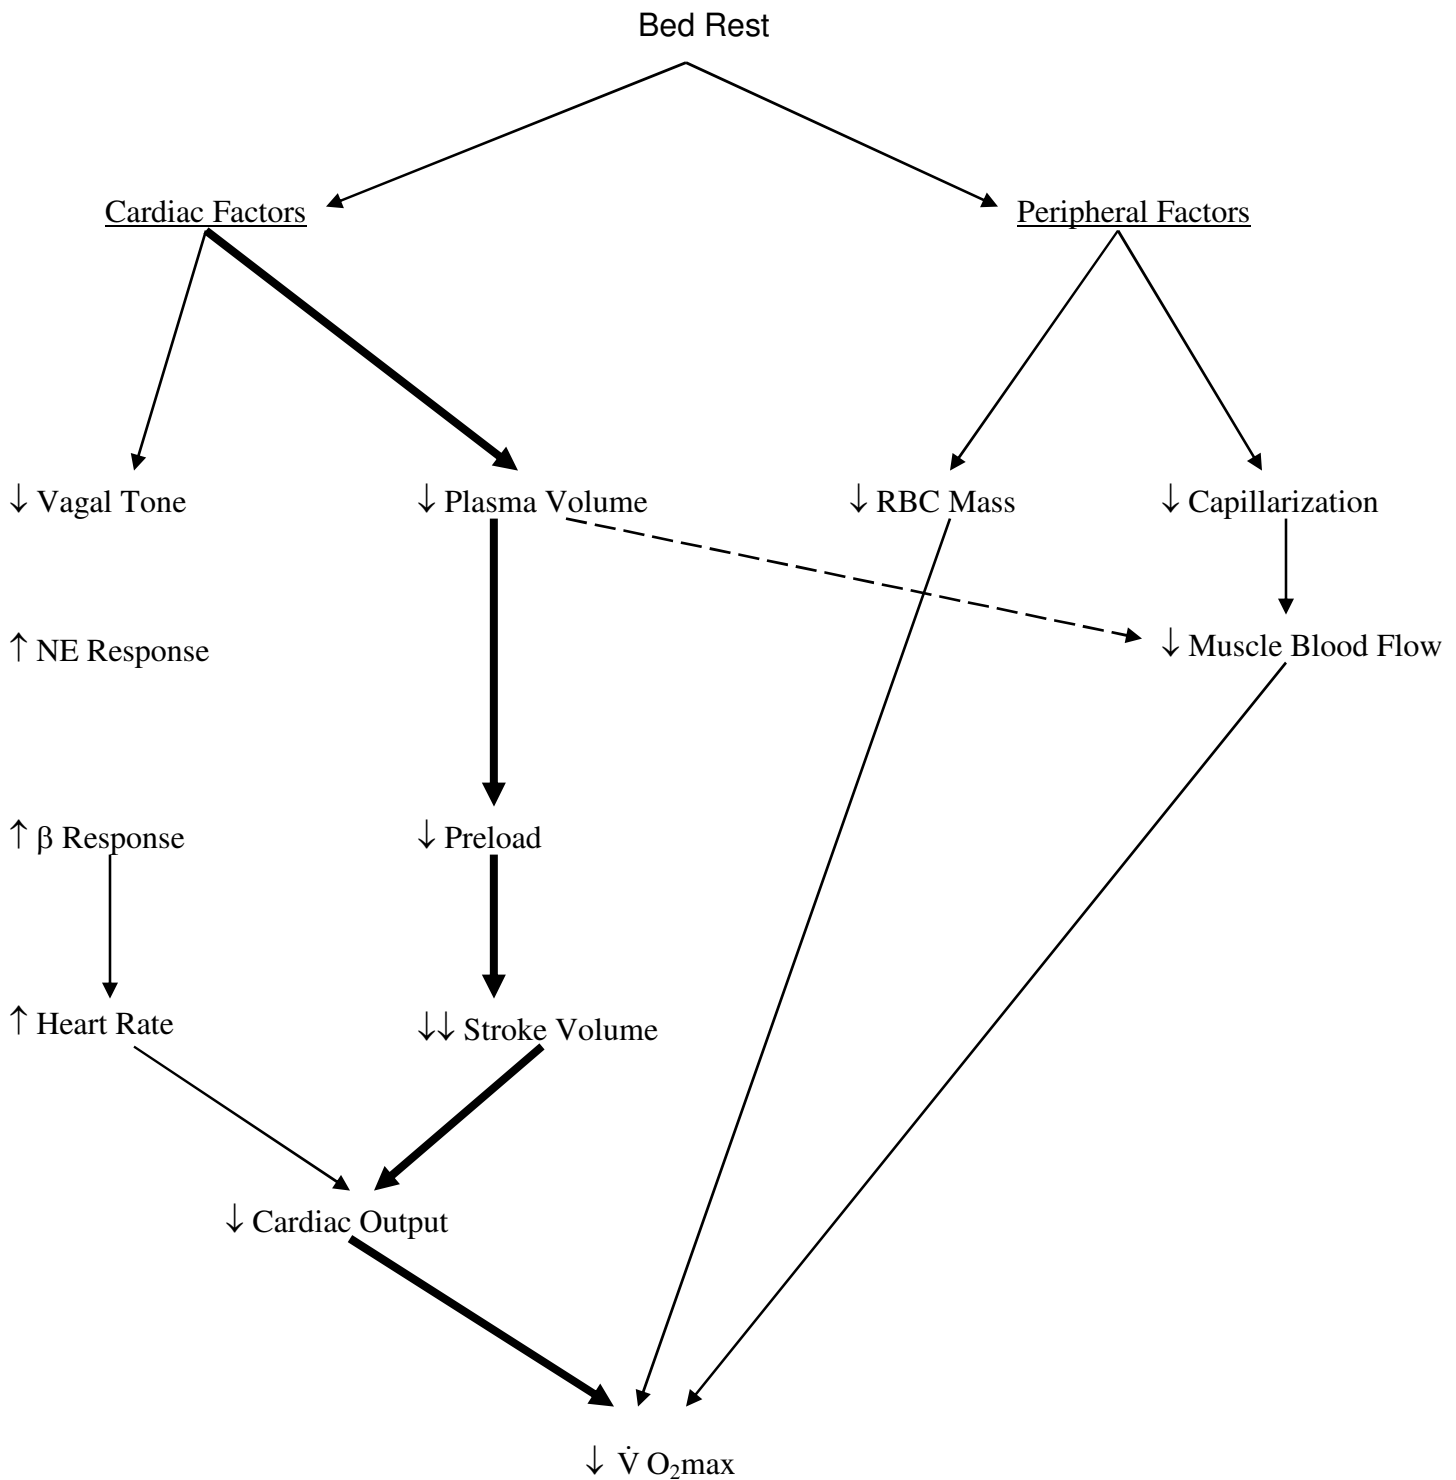 Bed Rest
Cardiac Factors
Peripheral Factors
↓ Vagal Tone
↓ Plasma Volume
↓ RBC Mass
↓ Capillarization
↑ NE Response
↓ Muscle Blood Flow
↑ β Response
↓ Preload
↑ Heart Rate
↓↓ Stroke Volume
↓ Cardiac Output
↓ V̇ O₂max